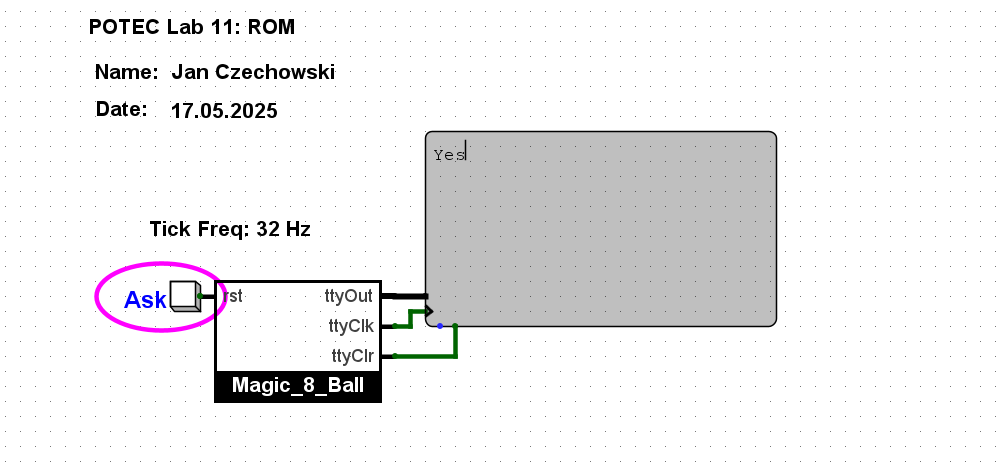 POTEC Lab 11: ROM
Name: Jan Czechowski
Date: 17.05.2025
Yes
Tick Freq: 32 Hz
Ask
rst
ttyOut
ttyClk
ttyClr
Magic_8_Ball